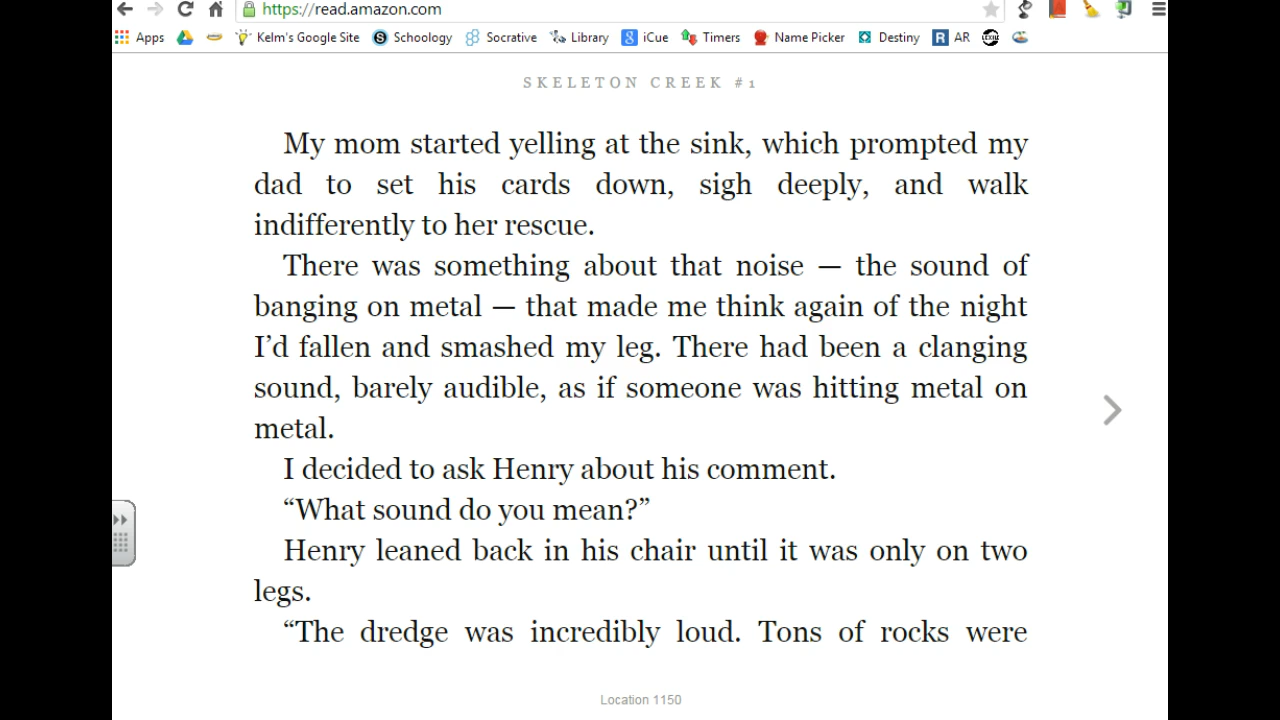 https://read.amazon.com
Apps Kelm's Google Site Schoology Socrative Library iCue Timers Name Picker Destiny R AR
SKELETON CREEK #1
My mom started yelling at the sink, which prompted my
dad to set his cards down, sigh deeply, and walk
indifferently to her rescue.
There was something about that noise — the sound of
banging on metal — that made me think again of the night
I’d fallen and smashed my leg. There had been a clanging
sound, barely audible, as if someone was hitting metal on
metal.
I decided to ask Henry about his comment.
“What sound do you mean?”
Henry leaned back in his chair until it was only on two
legs.
“The dredge was incredibly loud. Tons of rocks were
Location 1150